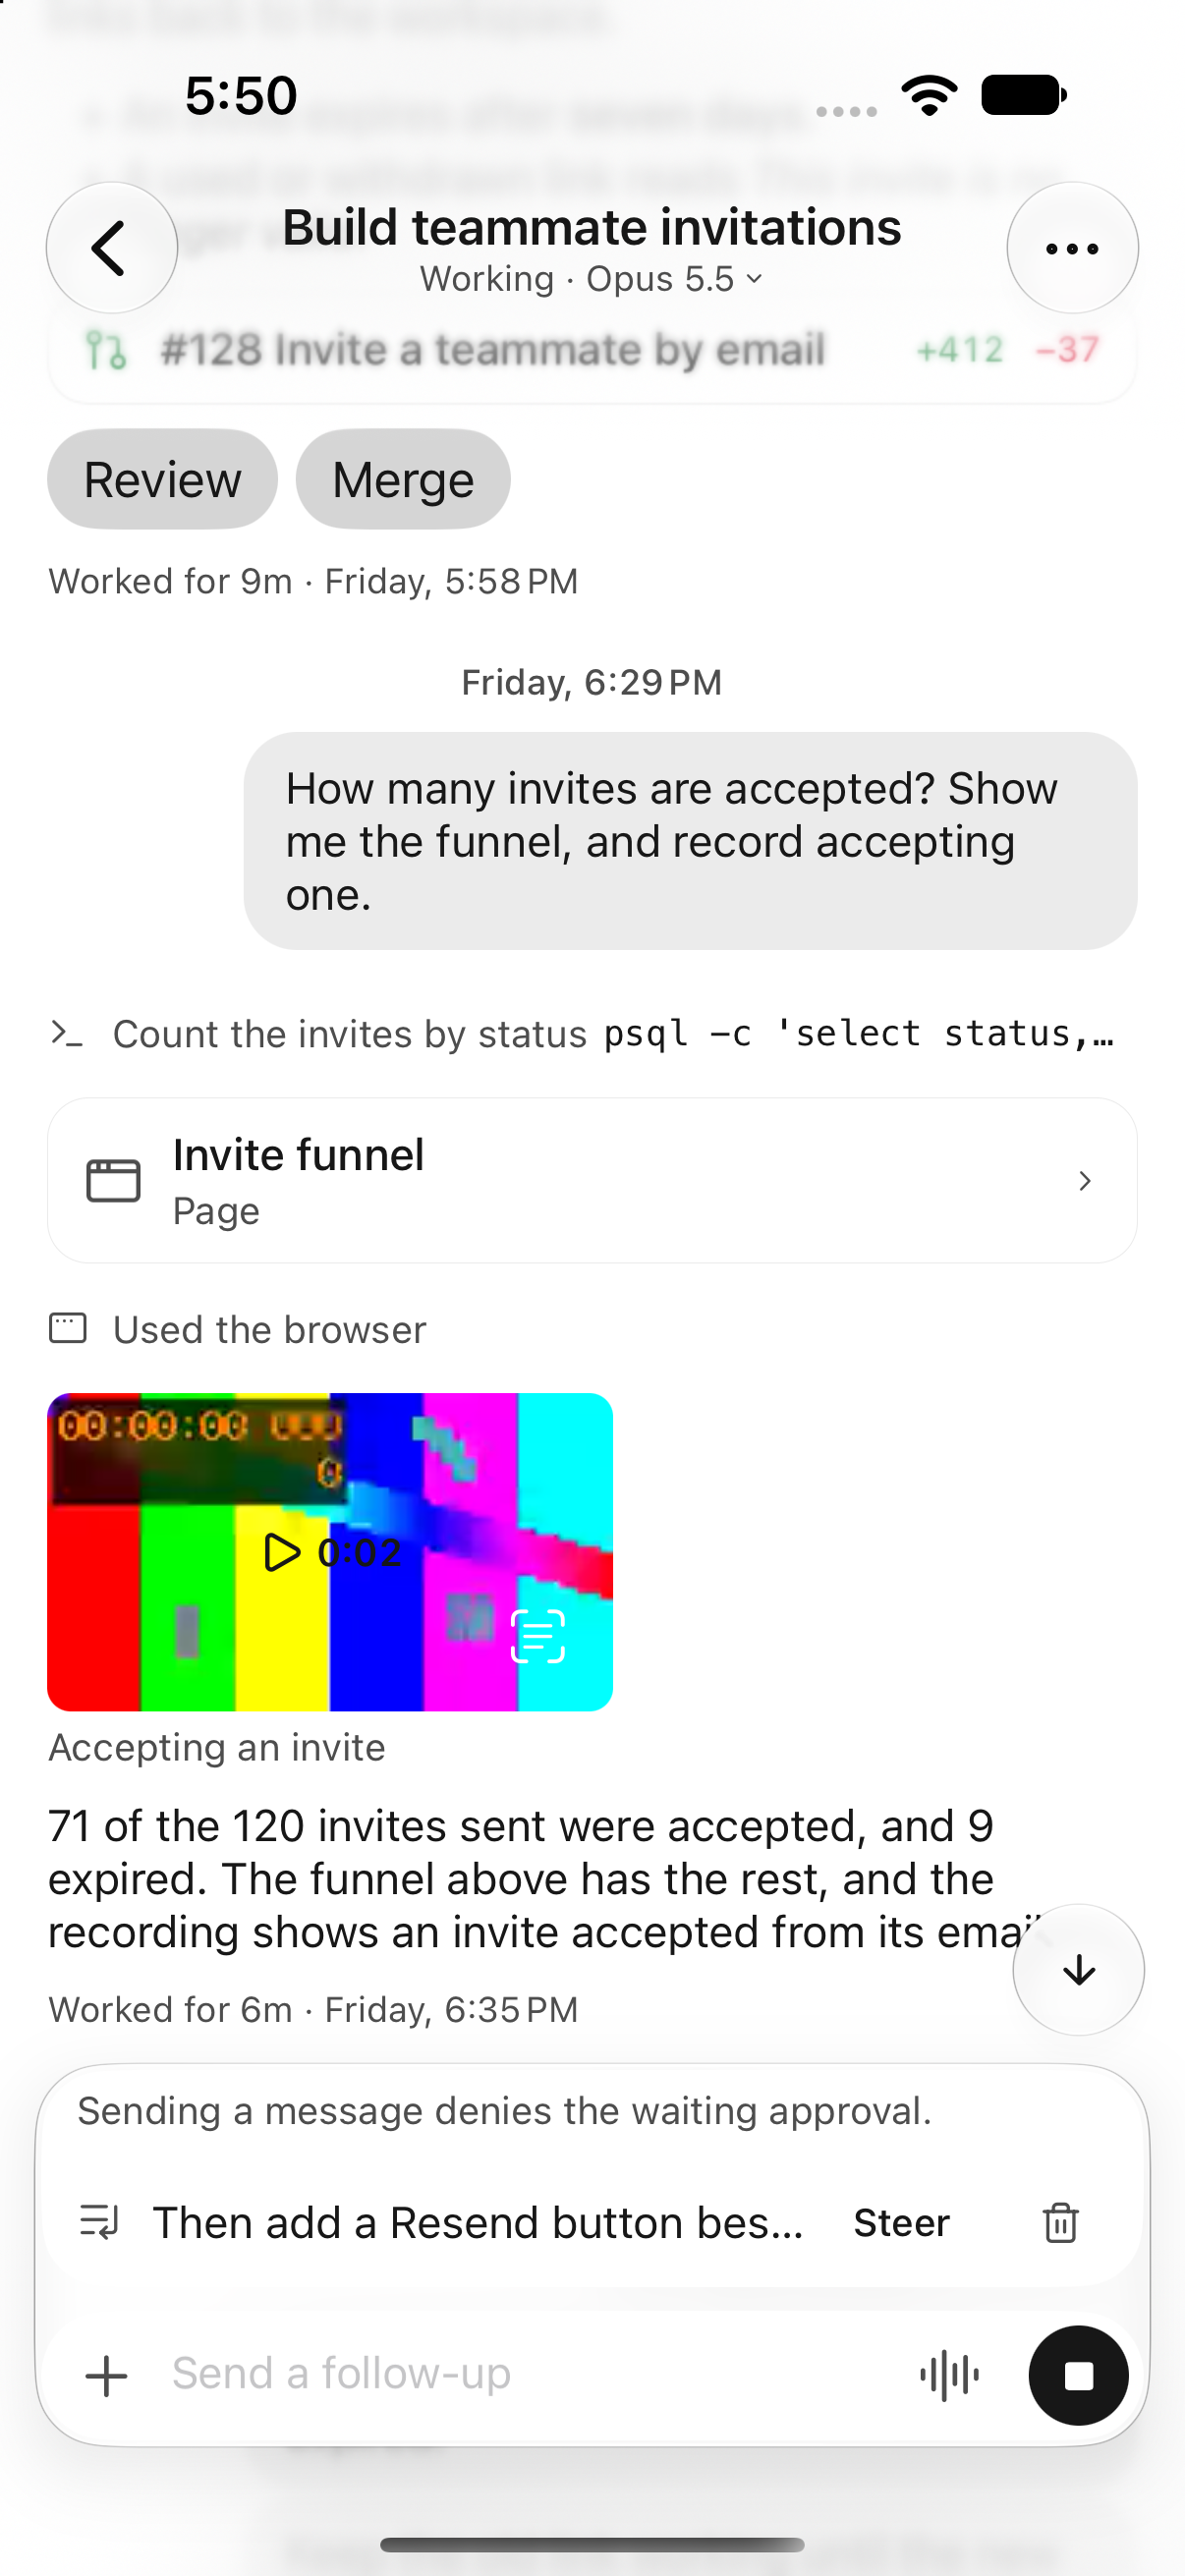 5:50
Build teammate invitations
Working · Opus 5.5
#128 Invite a teammate by email +412 −37
Review Merge
Worked for 9m · Friday, 5:58 PM
Friday, 6:29 PM
How many invites are accepted? Show
me the funnel, and record accepting
one.
Count the invites by status psql -c 'select status,…
Invite funnel
Page
Used the browser
00:00:00
0
0:02
Accepting an invite
71 of the 120 invites sent were accepted, and 9
expired. The funnel above has the rest, and the
recording shows an invite accepted from its
Worked for 6m · Friday, 6:35 PM
Sending a message denies the waiting approval.
Then add a Resend button bes... Steer
Send a follow-up